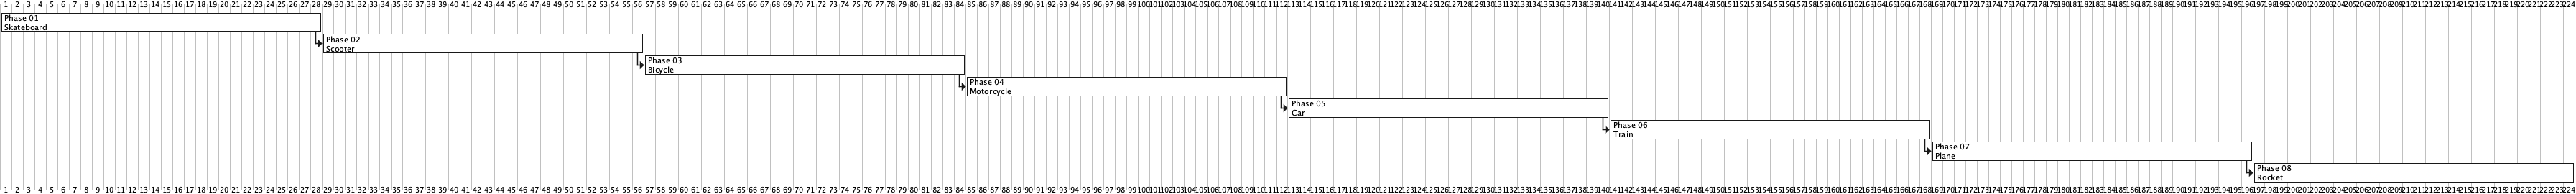 1 2 3 4 5 6 7 8 9 10 11 12 13 14 15 16 17 18 19 20 21 22 23 24 25 26 27 28 29 30 31 32 33 34 35 36 37 38 39 40 41 42 43 44 45 46 47 48 49 50 51 52 53 54 55 56 57 58 59 60 61 62 63 64 65 66 67 68 69 70 71 72 73 74 75 76 77 78 79 80 81 82 83 84 85 86 87 88 89 90 91 92 93 94 95 96 97 98 99 100 101 102 103 104 105 106 107 108 109 110 111 112 113 114 115 116 117 118 119 120 121 122 123 124 125 126 127 128 129 130 131 132 133 134 135 136 137 138 139 140 141 142 143 144 145 146 147 148 149 150 151 152 153 154 155 156 157 158 159 160 161 162 163 164 165 166 167 168 169 170 171 172 173 174 175 176 177 178 179 180 181 182 183 184 185 186 187 188 189 190 191 192 193 194 195 196 197 198 199 200 201 202 203 204 205 206 207 208 209 210 211 212 213 214 215 216 217 218 219 220 221 222 223 224
Phase 01
Skateboard
Phase 02
Scooter
Phase 03
Bicycle
Phase 04
Motorcycle
Phase 05
Car
Phase 06
Train
Phase 07
Plane
Phase 08
Rocket
1 2 3 4 5 6 7 8 9 10 11 12 13 14 15 16 17 18 19 20 21 22 23 24 25 26 27 28 29 30 31 32 33 34 35 36 37 38 39 40 41 42 43 44 45 46 47 48 49 50 51 52 53 54 55 56 57 58 59 60 61 62 63 64 65 66 67 68 69 70 71 72 73 74 75 76 77 78 79 80 81 82 83 84 85 86 87 88 89 90 91 92 93 94 95 96 97 98 99 100 101 102 103 104 105 106 107 108 109 110 111 112 113 114 115 116 117 118 119 120 121 122 123 124 125 126 127 128 129 130 131 132 133 134 135 136 137 138 139 140 141 142 143 144 145 146 147 148 149 150 151 152 153 154 155 156 157 158 159 160 161 162 163 164 165 166 167 168 169 170 171 172 173 174 175 176 177 178 179 180 181 182 183 184 185 186 187 188 189 190 191 192 193 194 195 196 197 198 199 200 201 202 203 204 205 206 207 208 209 210 211 212 213 214 215 216 217 218 219 220 221 222 223 224